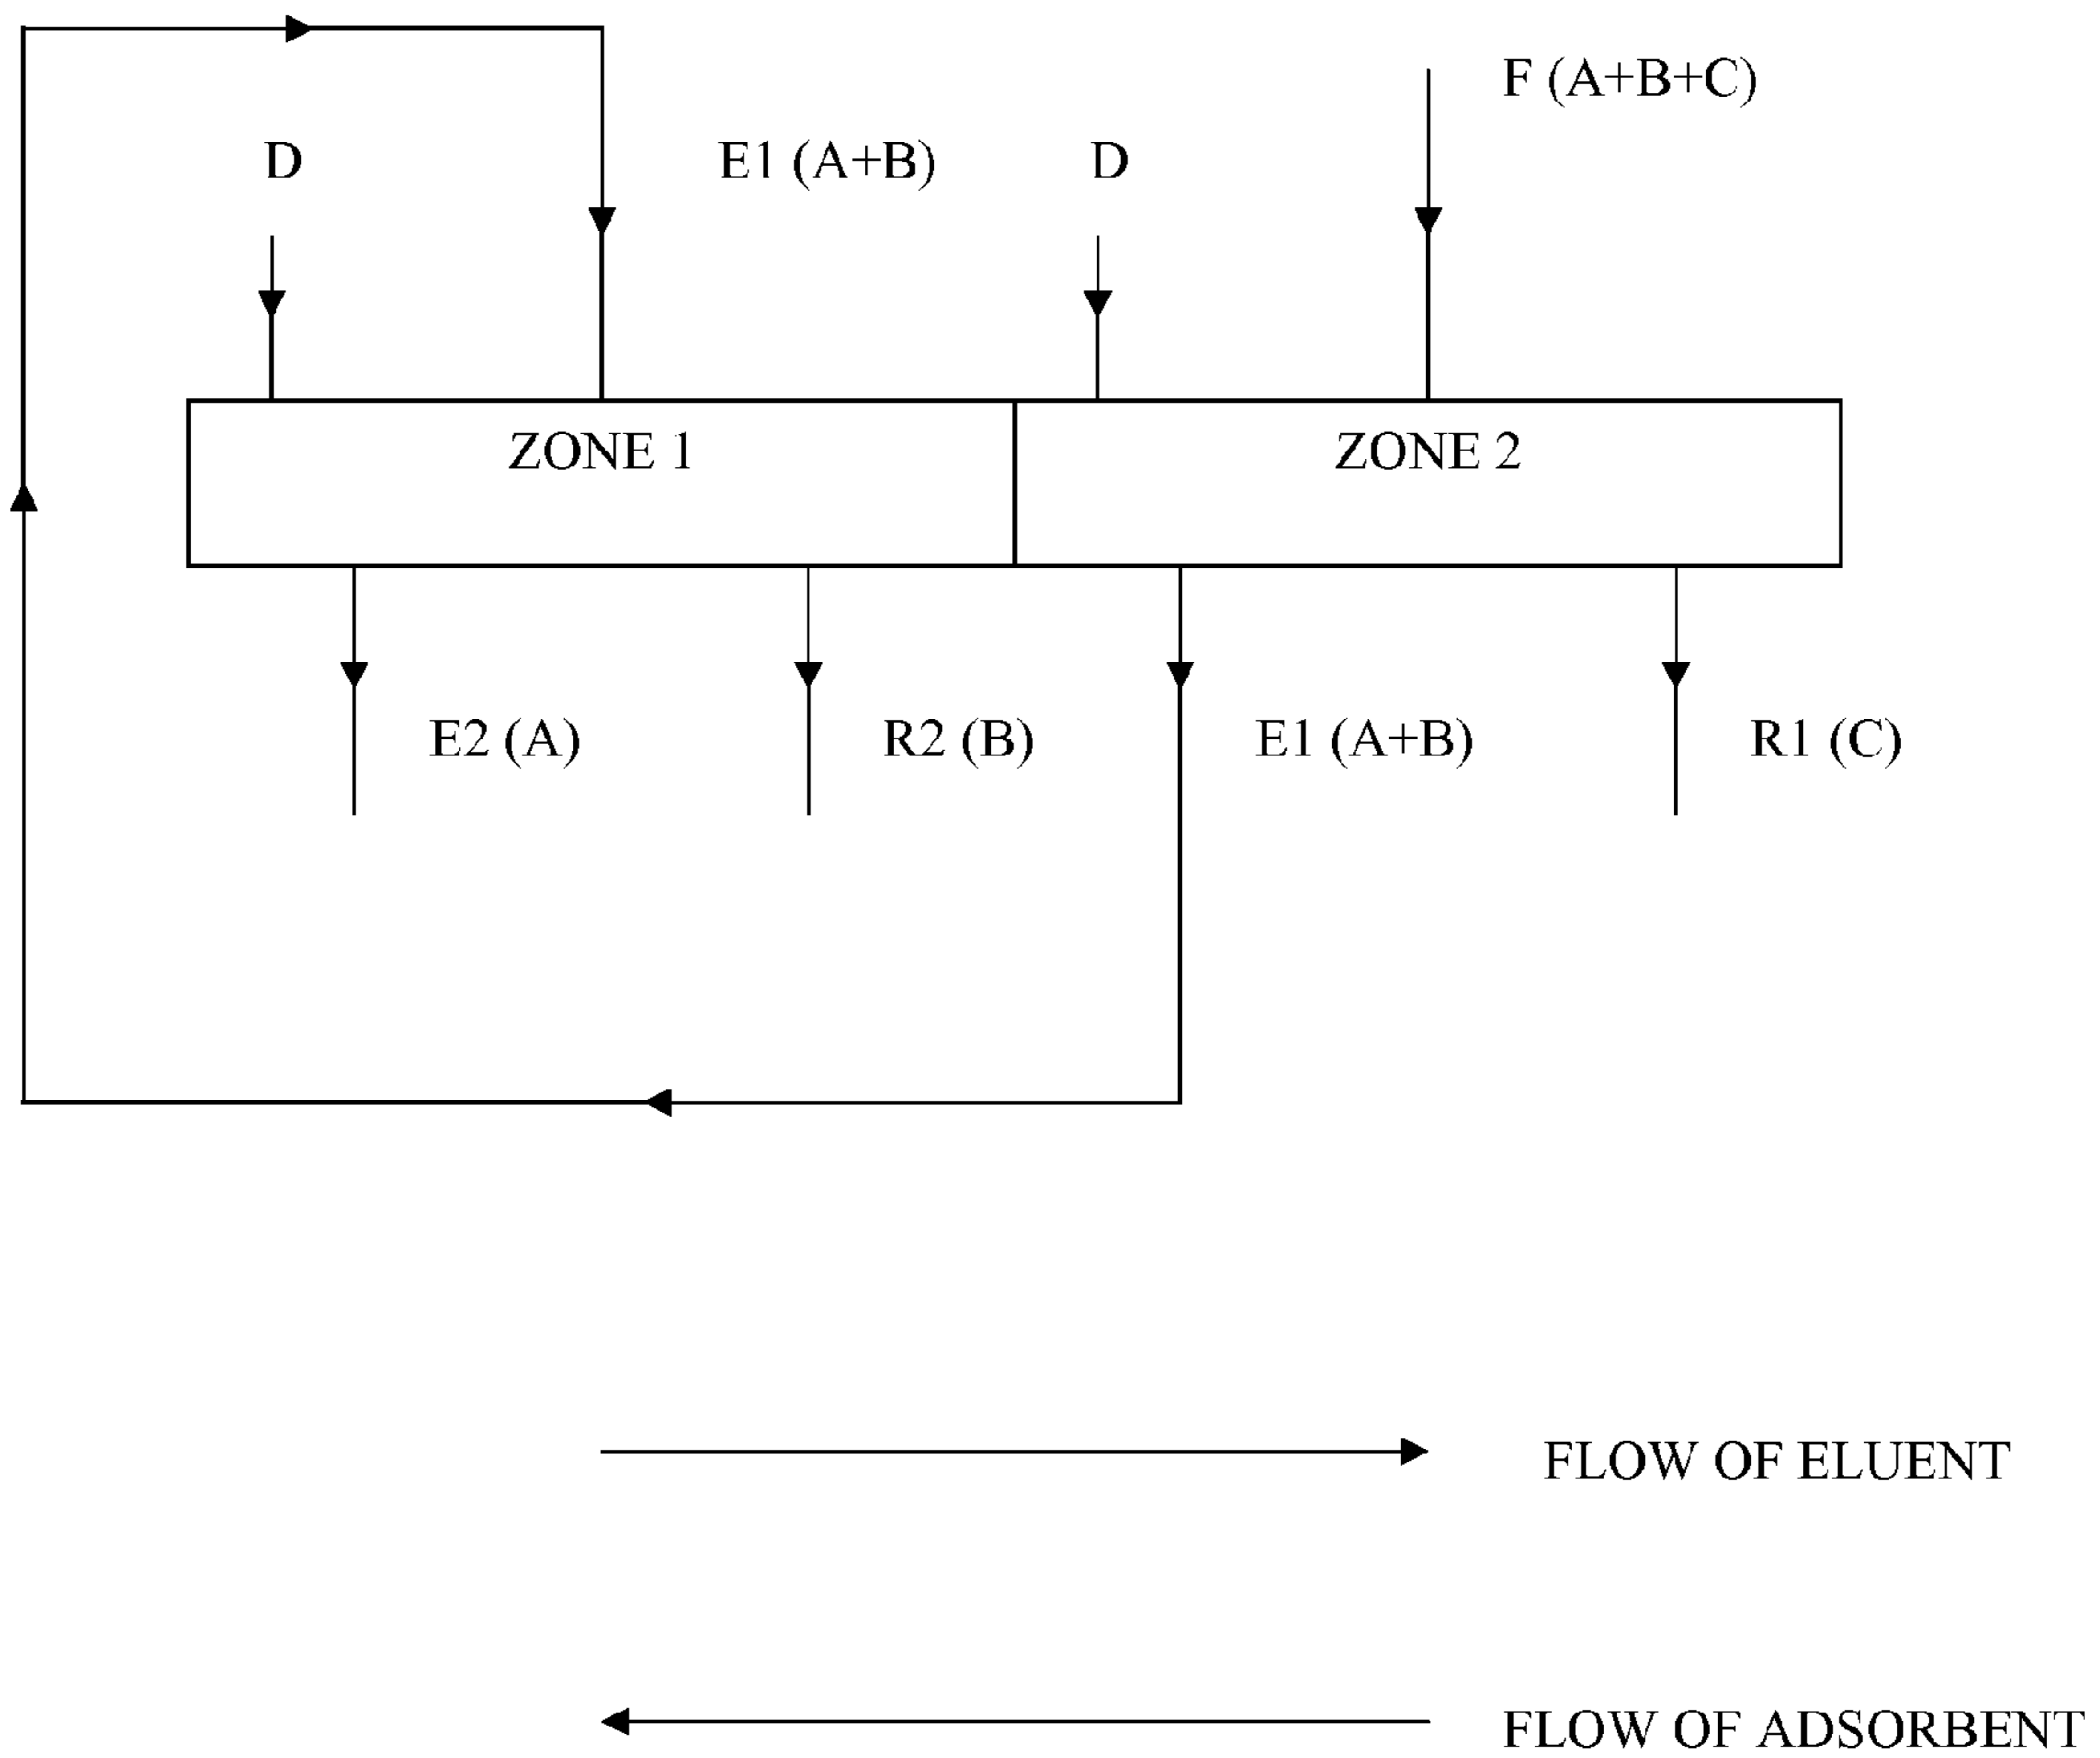 F (A+B+C)
D
E1 (A+B)
D
ZONE 1
ZONE 2
E2 (A)
R2 (B)
E1 (A+B)
R1 (C)
FLOW OF ELUENT
FLOW OF ADSORBENT